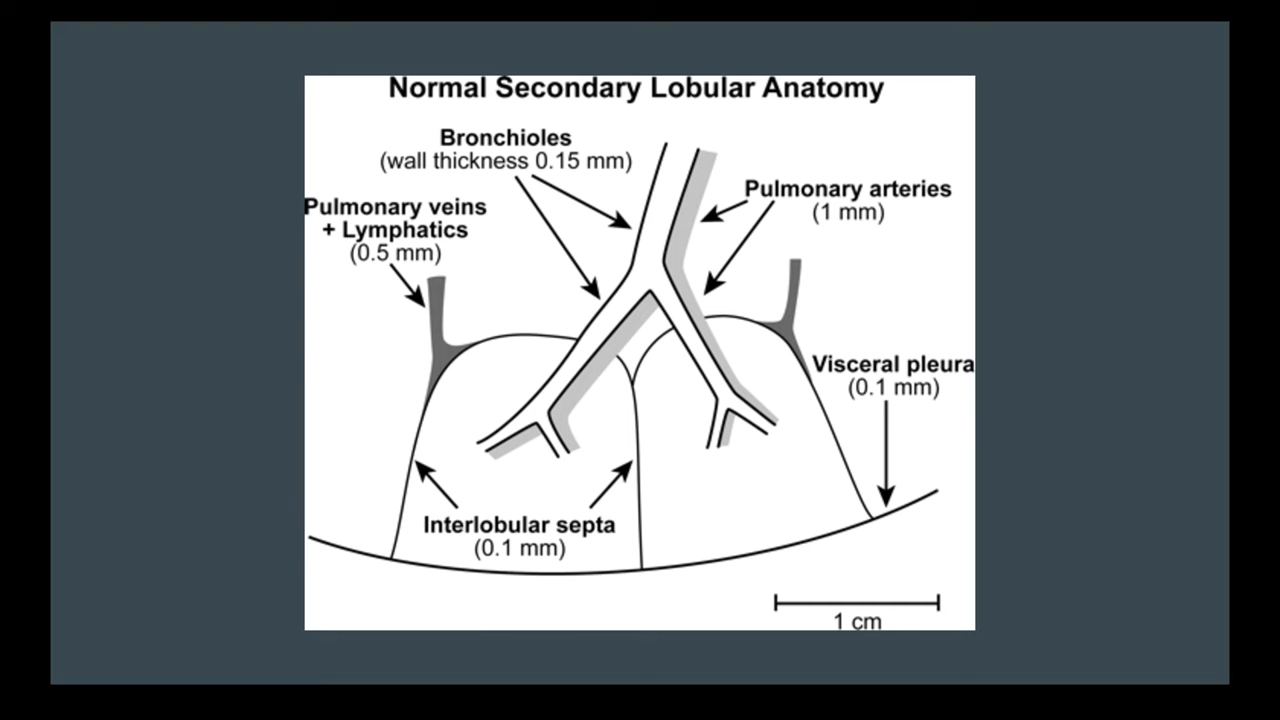 Normal Secondary Lobular Anatomy
Bronchioles
(wall thickness 0.15 mm)
Pulmonary arteries
(1 mm)
Pulmonary veins
+ Lymphatics
(0.5 mm)
Visceral pleura
(0.1 mm)
Interlobular septa
(0.1 mm)
1 cm